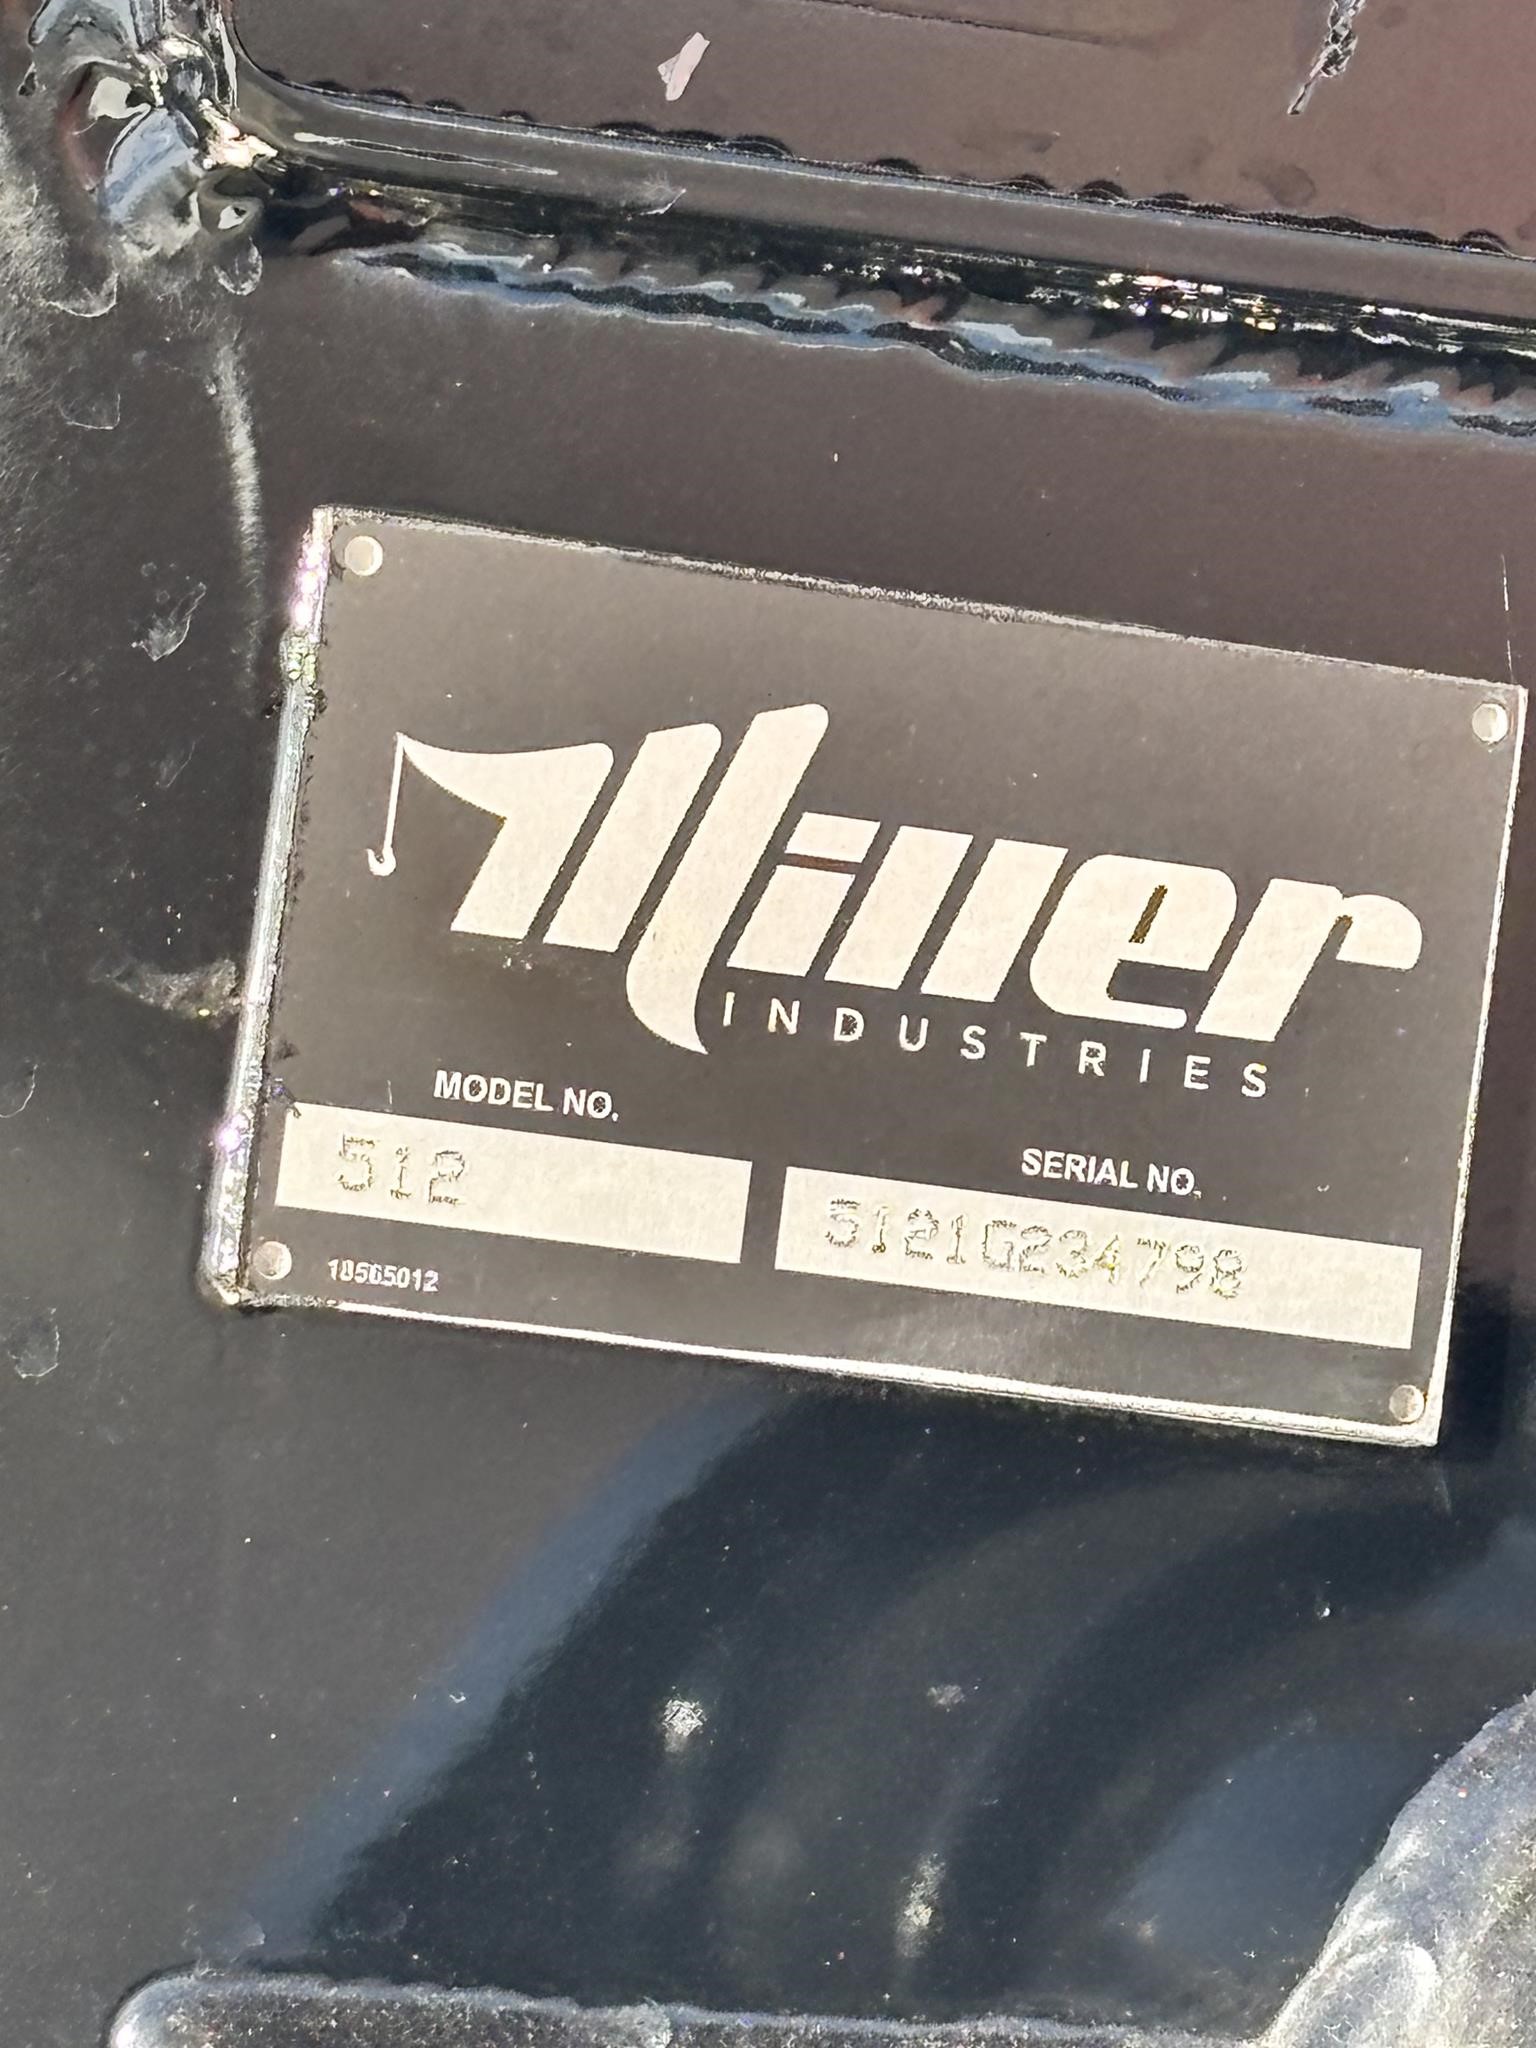 Miller
INDUSTRIES
MODEL NO.
512
SERIAL NO.
5121G234798
10565012